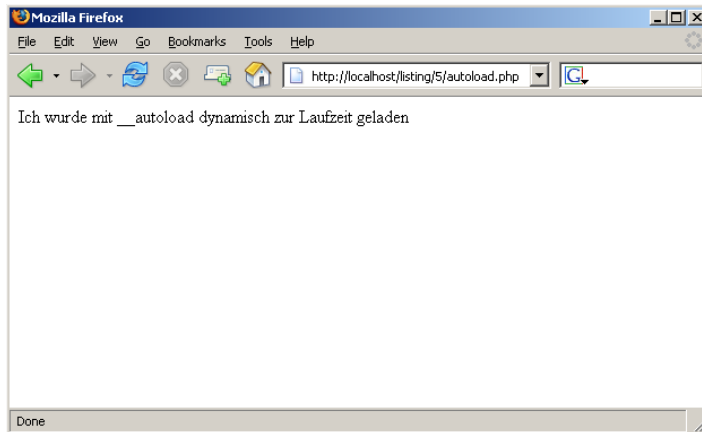 Mozilla Firefox
File Edit View Go Bookmarks Tools Help
http://localhost/listing/5/autoload.php G
Ich wurde mit __autoload dynamisch zur Laufzeit geladen
Done